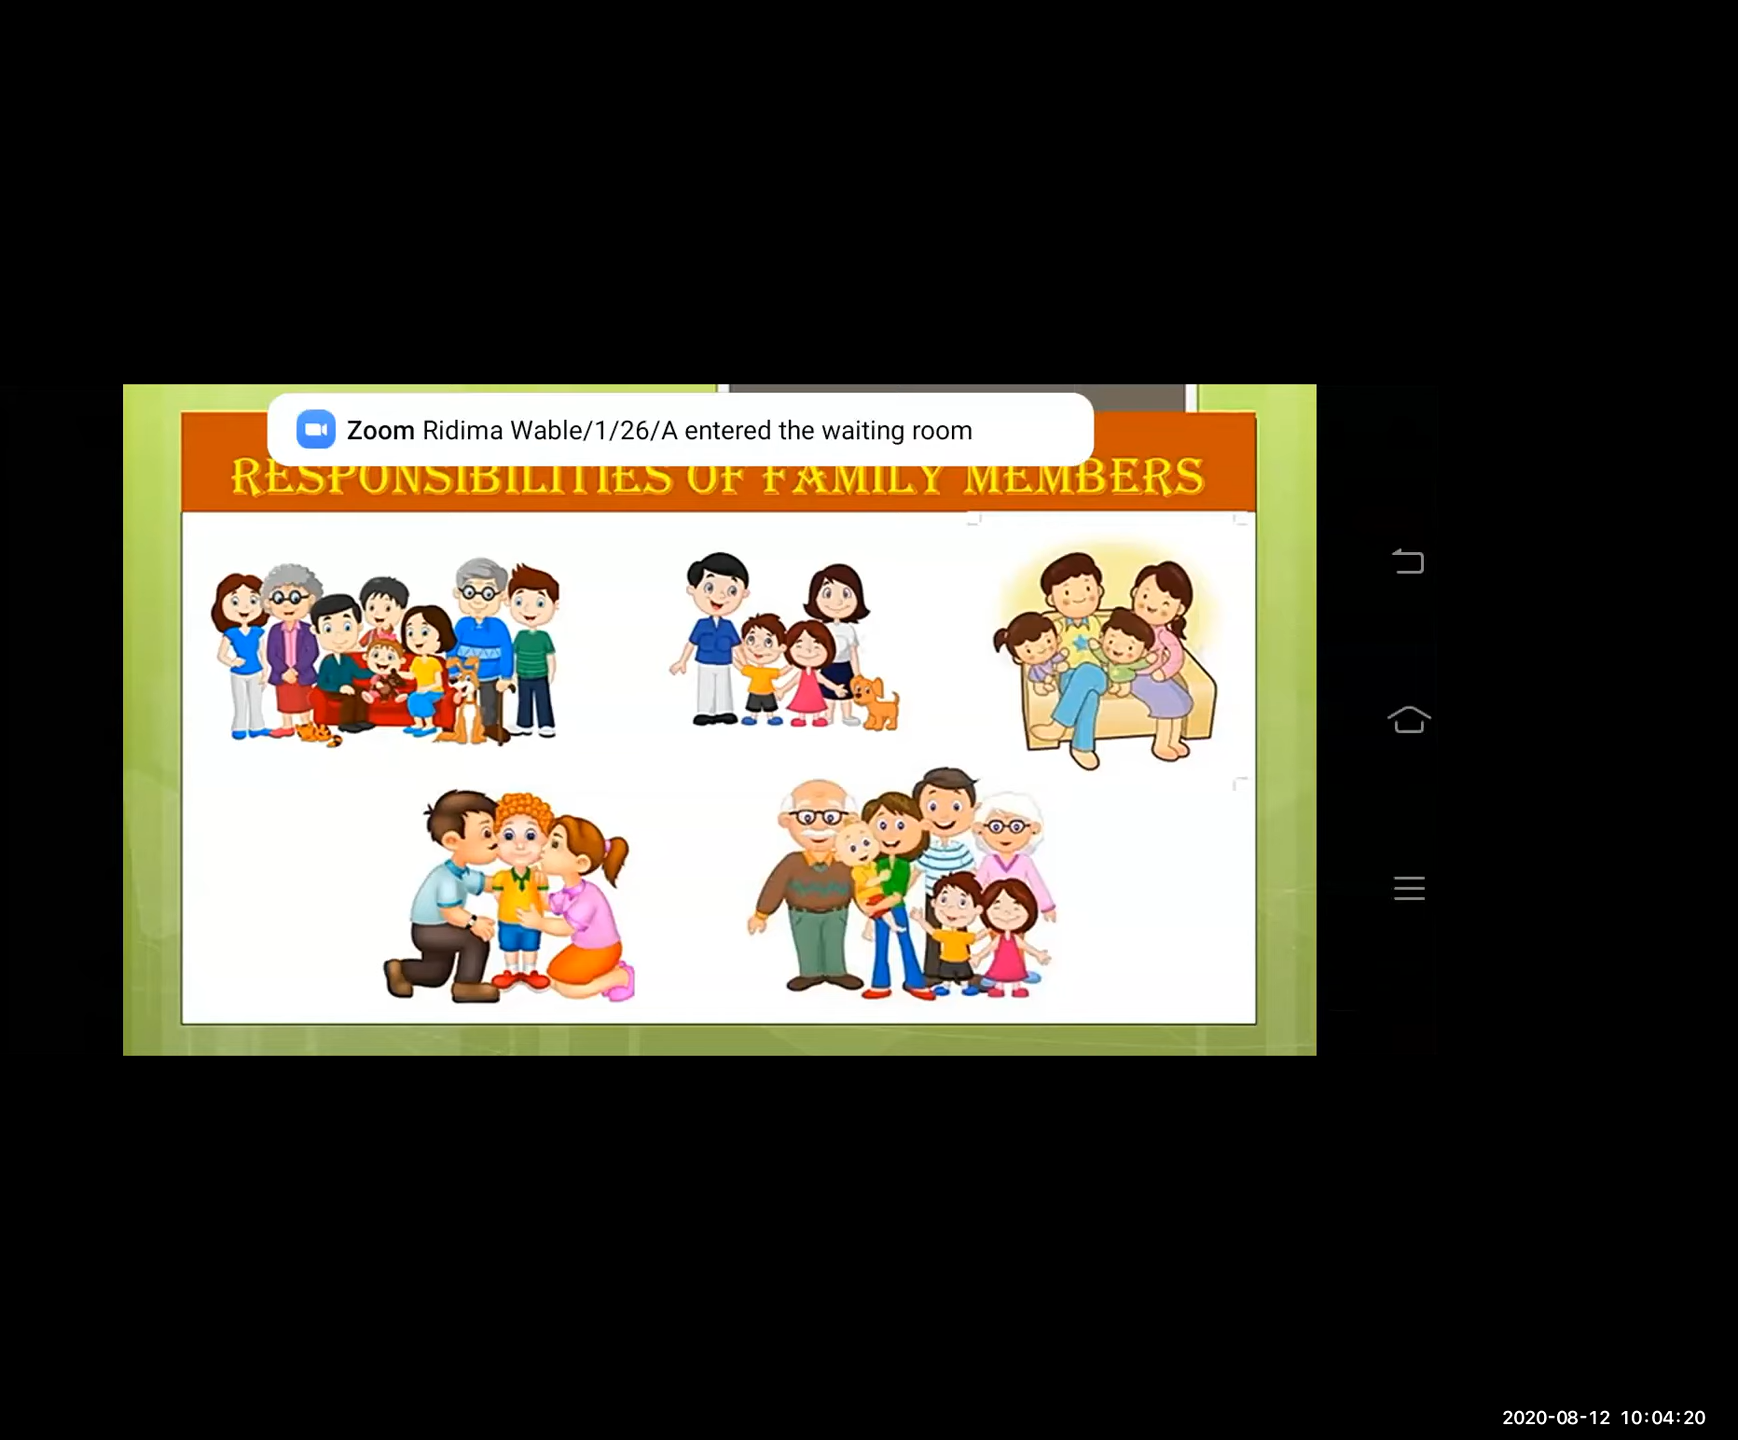 Zoom Ridima Wable/1/26/A entered the waiting room
RESPONSIBILITIES OF FAMILY MEMBERS
2020-08-12 10:04:20